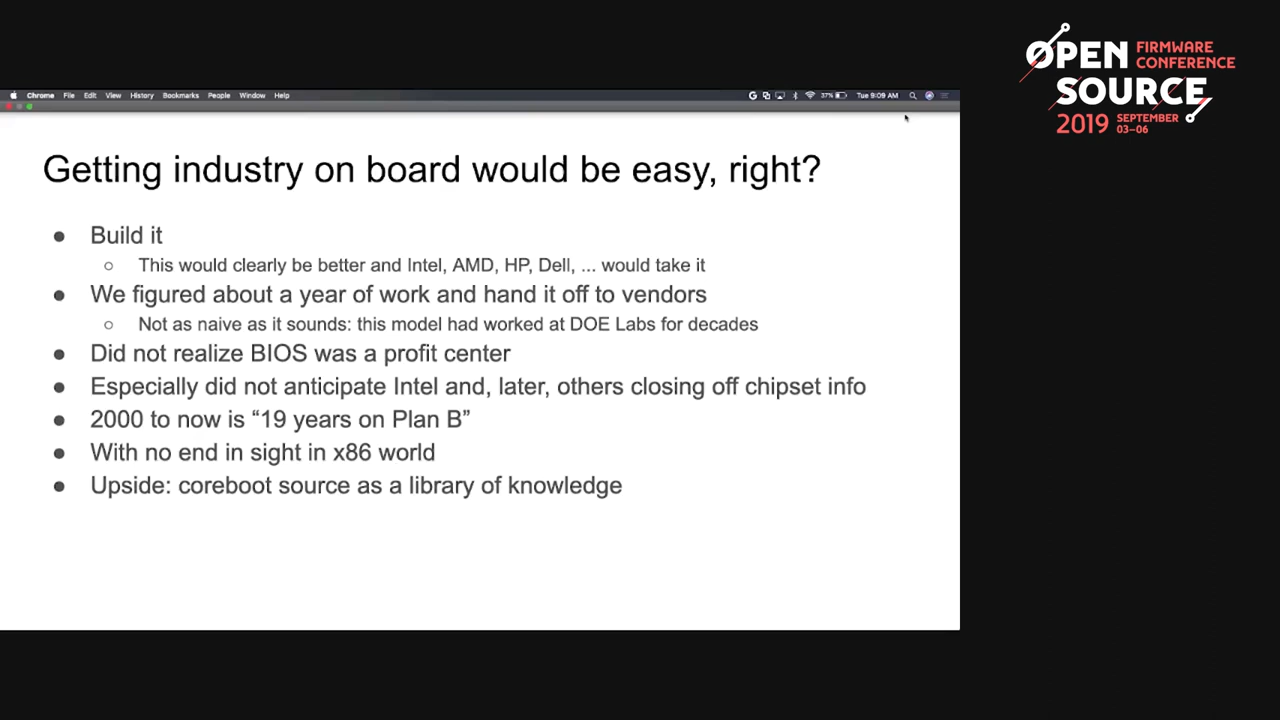 OPEN FIRMWARE CONFERENCE
SOURCE
2019 SEPTEMBER 03–06
Chrome File Edit View History Bookmarks People Window Help
37% Tue 9:09 AM
Getting industry on board would be easy, right?
● Build it
○ This would clearly be better and Intel, AMD, HP, Dell, ... would take it
● We figured about a year of work and hand it off to vendors
○ Not as naive as it sounds: this model had worked at DOE Labs for decades
● Did not realize BIOS was a profit center
● Especially did not anticipate Intel and, later, others closing off chipset info
● 2000 to now is “19 years on Plan B”
● With no end in sight in x86 world
● Upside: coreboot source as a library of knowledge